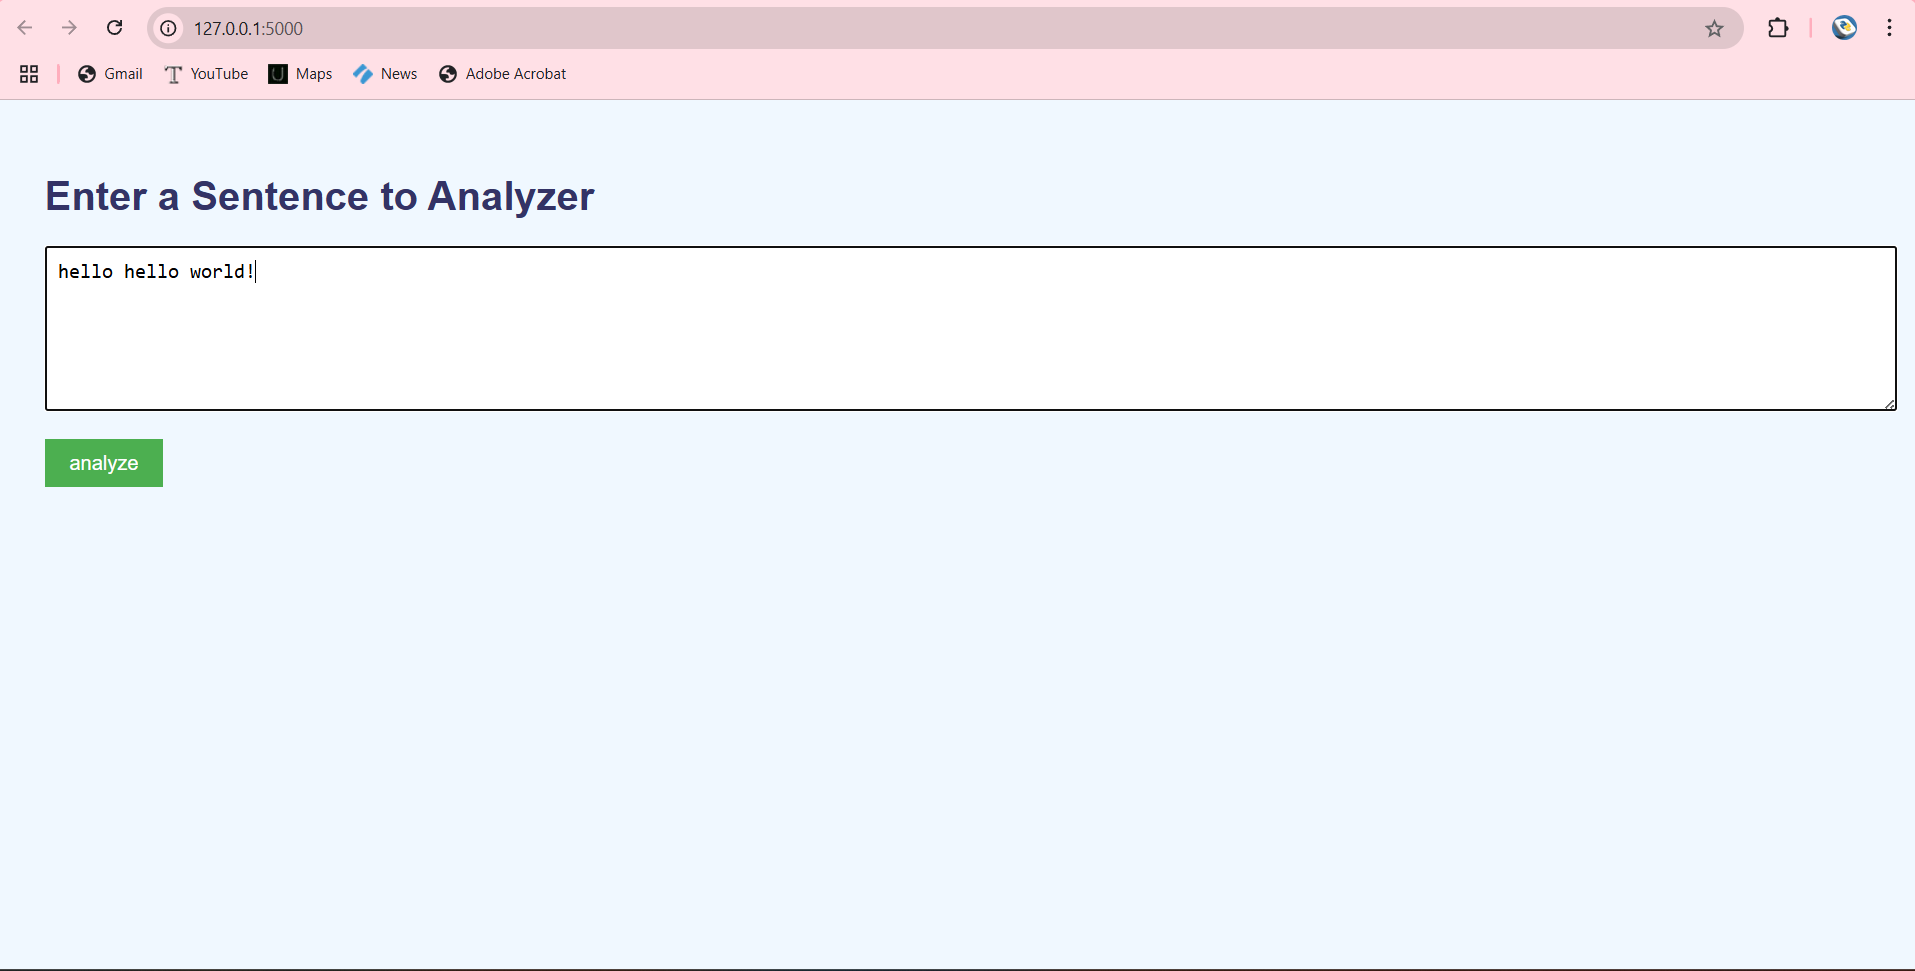 127.0.0.1:5000
Gmail YouTube Maps News Adobe Acrobat
Enter a Sentence to Analyzer
hello hello world!
analyze